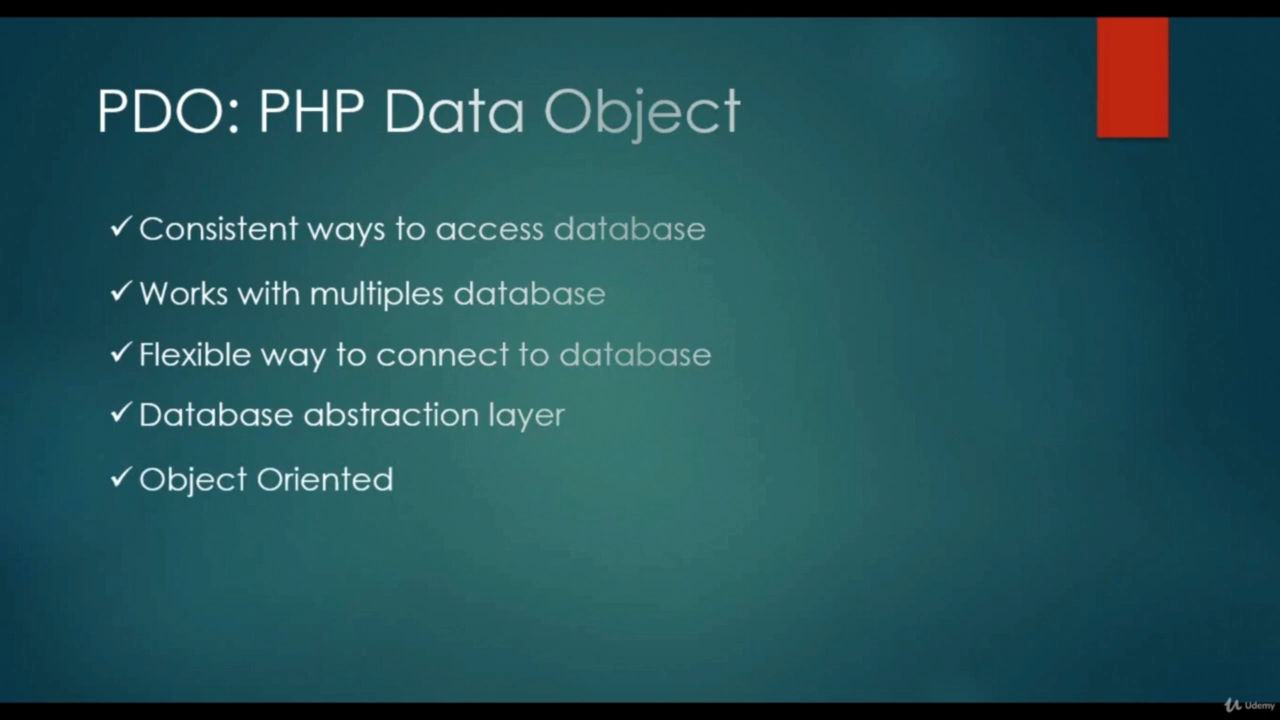 PDO: PHP Data Object
✓ Consistent ways to access database
✓ Works with multiples database
✓ Flexible way to connect to database
✓ Database abstraction layer
✓ Object Oriented
Udemy